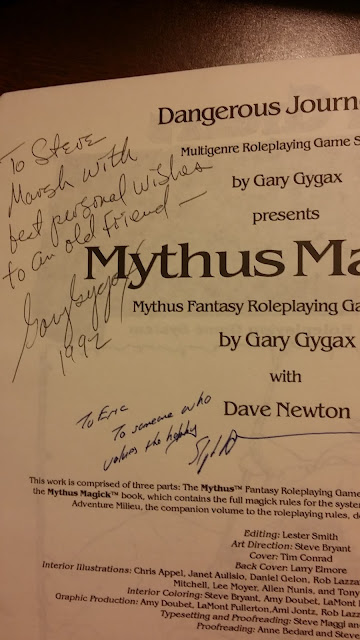 To Steve
Marsh with
best personal wishes
to an old Friend —
Gary Gygax
1992
Dangerous Journe
Multigenre Roleplaying Game S
by Gary Gygax
presents
Mythus Ma
Mythus Fantasy Roleplaying Ga
by Gary Gygax
with
Dave Newton
To Eric
To someone who
values the hobby
This work is comprised of three parts: The Mythus™ Fantasy Roleplaying Game
the Mythus Magick™ book, which contains the full magick rules for the system
Adventure Milieu, the companion volume to the roleplaying rules, de
Editing: Lester Smith
Art Direction: Steve Bryant
Cover: Tim Conrad
Back Cover: Larry Elmore
Interior Illustrations: Chris Appel, Janet Aulisio, Daniel Gelon, Rob Lazza
Mitchell, Lee Moyer, Allen Nunis, and Tony
Interior Coloring: Steve Bryant, Amy Doubet, LaMont
Graphic Production: Amy Doubet, LaMont Fullerton, Ami Jontz, Rob Lazz
Typesetting and Proofreading: Steve Maggi an
Proofreading: Anne Bedard and S